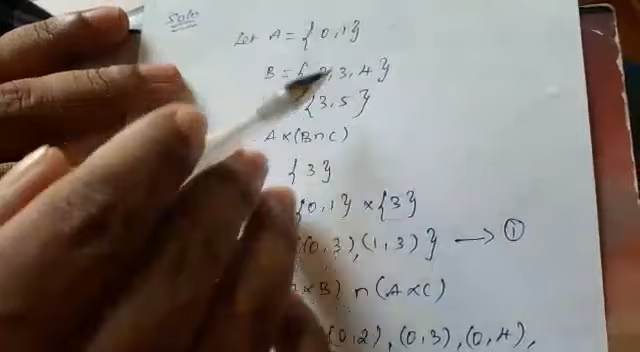 Soln
Let A = {0,1}
B = {2,3,4}
{3,5}
A×(B∩C)
{3}
{0,1} × {3}
(0,3),(1,3)} → ①
×B) ∩ (A×C)
(0,2), (0,3), (0,4),